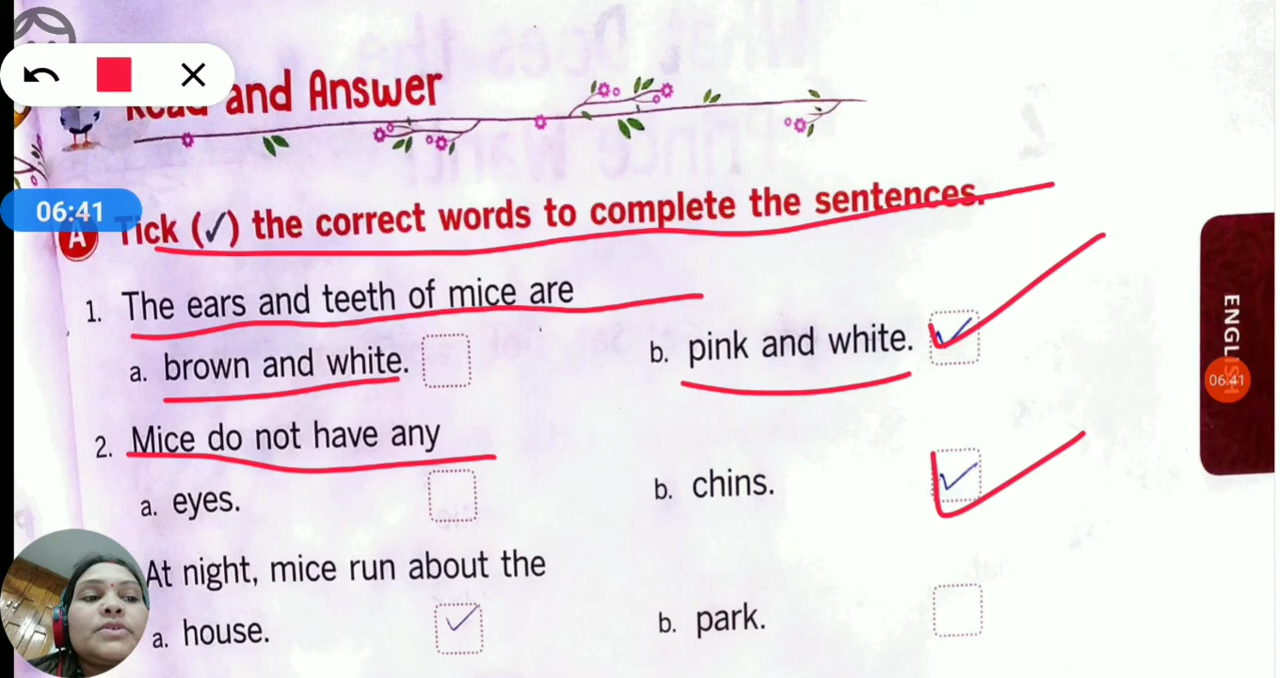 Read and Answer
06:41
A Tick (✓) the correct words to complete the sentences.
1. The ears and teeth of mice are
a. brown and white.
b. pink and white.
2. Mice do not have any
a. eyes.
b. chins.
At night, mice run about the
a. house.
b. park.
ENGLISH
06:41